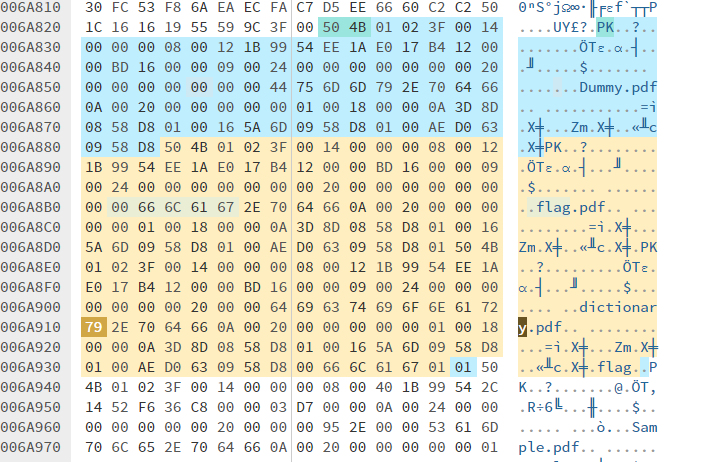 006A810 30 FC 53 F8 6A EA EC FA C7 D5 EE 66 60 C2 C2 50 0ⁿS°jΩ∞·╟╒εf`┬┬P
006A820 1C 16 16 19 55 59 9C 3F 00 50 4B 01 02 3F 00 14 ....UY£?.PK..?..
006A830 00 00 00 08 00 12 1B 99 54 EE 1A E0 17 B4 12 00 .......ÖTε.α.┤..
006A840 00 BD 16 00 00 09 00 24 00 00 00 00 00 00 00 20 .╜.....$....... 
006A850 00 00 00 00 00 00 00 44 75 6D 6D 79 2E 70 64 66 .......Dummy.pdf
006A860 0A 00 20 00 00 00 00 00 01 00 18 00 00 0A 3D 8D .. ...........=ì
006A870 08 58 D8 01 00 16 5A 6D 09 58 D8 01 00 AE D0 63 .X╪...Zm.X╪..«╨c
006A880 09 58 D8 50 4B 01 02 3F 00 14 00 00 00 08 00 12 .X╪PK..?........
006A890 1B 99 54 EE 1A E0 17 B4 12 00 00 BD 16 00 00 09 .ÖTε.α.┤...╜....
006A8A0 00 24 00 00 00 00 00 00 00 20 00 00 00 00 00 00 .$....... ......
006A8B0 00 00 66 6C 61 67 2E 70 64 66 0A 00 20 00 00 00 ..flag.pdf.. ...
006A8C0 00 00 01 00 18 00 00 0A 3D 8D 08 58 D8 01 00 16 ........=ì.X╪...
006A8D0 5A 6D 09 58 D8 01 00 AE D0 63 09 58 D8 01 50 4B Zm.X╪..«╨c.X╪.PK
006A8E0 01 02 3F 00 14 00 00 00 08 00 12 1B 99 54 EE 1A ..?.........ÖTε.
006A8F0 E0 17 B4 12 00 00 BD 16 00 00 09 00 24 00 00 00 α.┤...╜.....$...
006A900 00 00 00 00 20 00 00 00 64 69 63 74 69 6F 6E 61 72 .... ...dictionar
006A910 79 2E 70 64 66 0A 00 20 00 00 00 00 00 01 00 18 y.pdf.. ........
006A920 00 00 0A 3D 8D 08 58 D8 01 00 16 5A 6D 09 58 D8 ...=ì.X╪...Zm.X╪
006A930 01 00 AE D0 63 09 58 D8 00 66 6C 61 67 01 01 50 ..«╨c.X╪.flag..P
006A940 4B 01 02 3F 00 14 00 00 00 08 00 40 1B 99 54 2C K..?.......@.ÖT,
006A950 14 52 F6 36 C8 00 00 03 D7 00 00 0A 00 24 00 00 .R÷6╚...╫....$..
006A960 00 00 00 00 00 20 00 00 00 95 2E 00 00 53 61 6D ..... ...ò...Sam
006A970 70 6C 65 2E 70 64 66 0A 00 20 00 00 00 00 00 01 ple.pdf.. ......